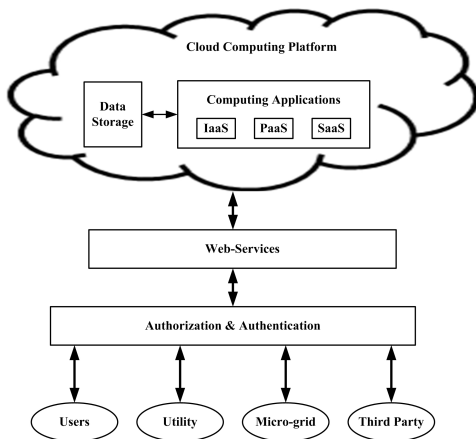 Cloud Computing Platform
Data
Storage
Computing Applications
IaaS
PaaS
SaaS
Web-Services
Authorization & Authentication
Users
Utility
Micro-grid
Third Party